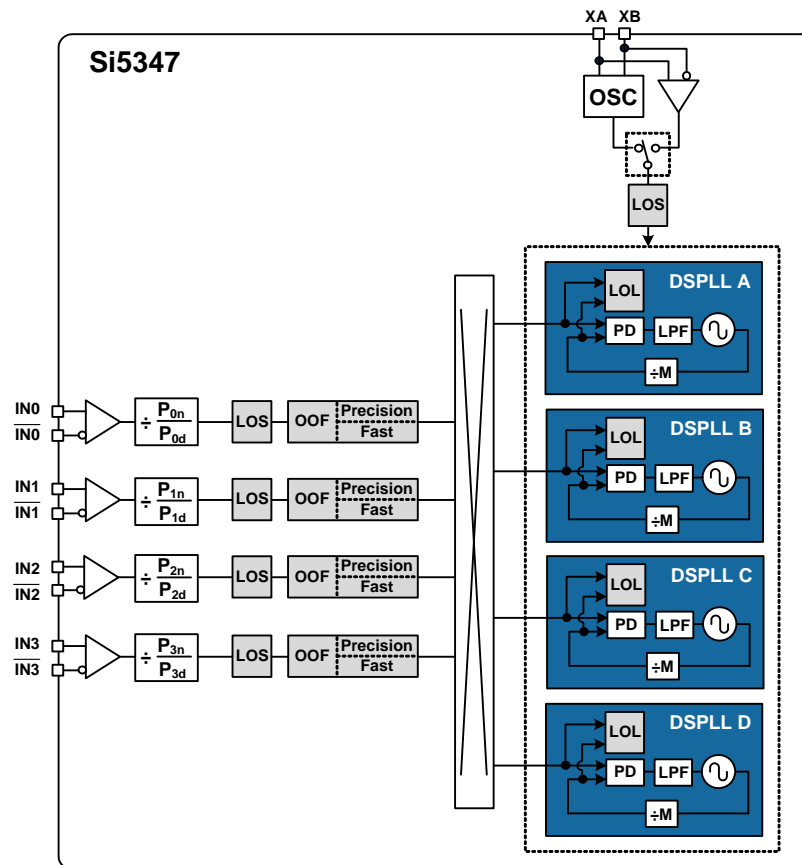 XA XB
Si5347
OSC
LOS
DSPLL A
LOL
PD LPF
÷M
IN0
IN0
÷ P0n
P0d
LOS
OOF
Precision
Fast
DSPLL B
LOL
PD LPF
÷M
IN1
IN1
÷ P1n
P1d
LOS
OOF
Precision
Fast
IN2
IN2
÷ P2n
P2d
LOS
OOF
Precision
Fast
DSPLL C
LOL
PD LPF
÷M
IN3
IN3
÷ P3n
P3d
LOS
OOF
Precision
Fast
DSPLL D
LOL
PD LPF
÷M